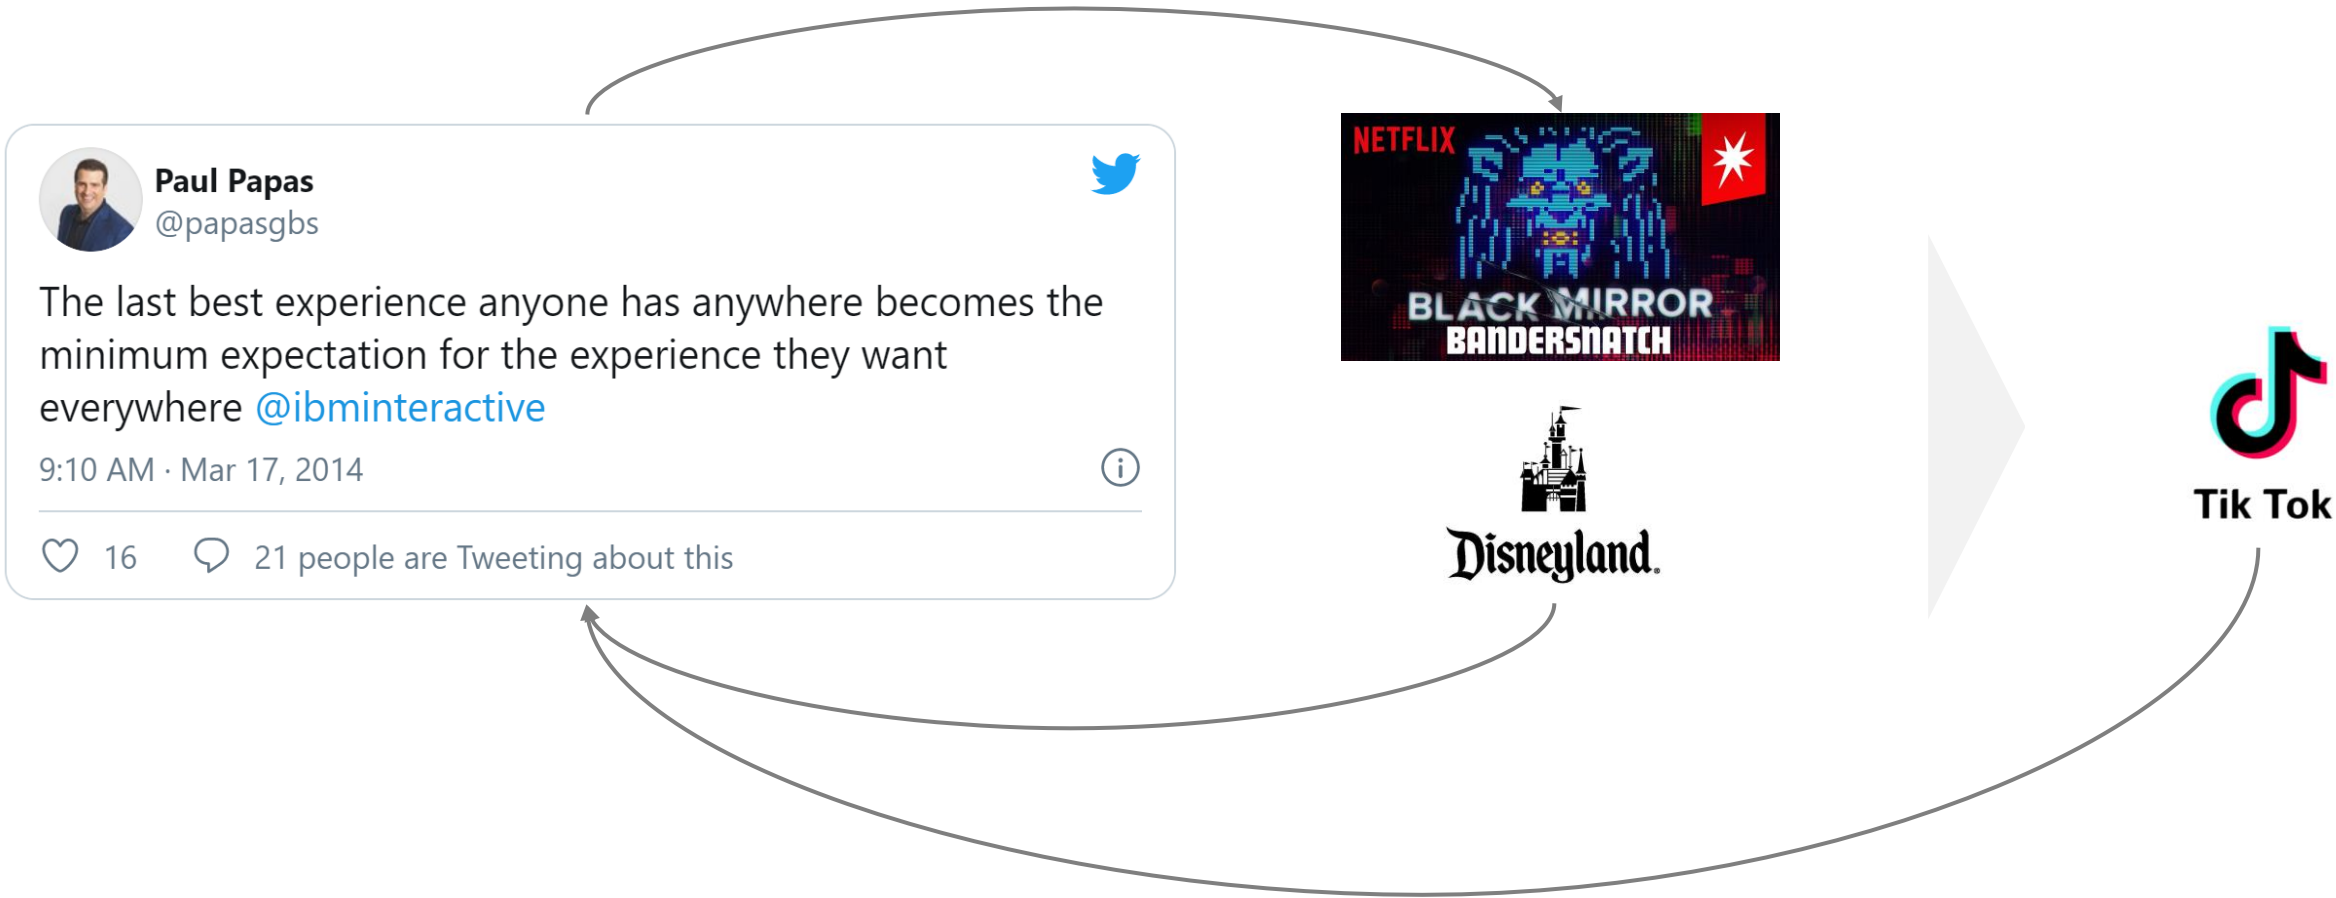 Paul Papas
@papasgbs
The last best experience anyone has anywhere becomes the
minimum expectation for the experience they want
everywhere @ibminteractive
9:10 AM · Mar 17, 2014
16
21 people are Tweeting about this
NETFLIX
BLACK MIRROR
BANDERSNATCH
Disneyland®
Tik Tok